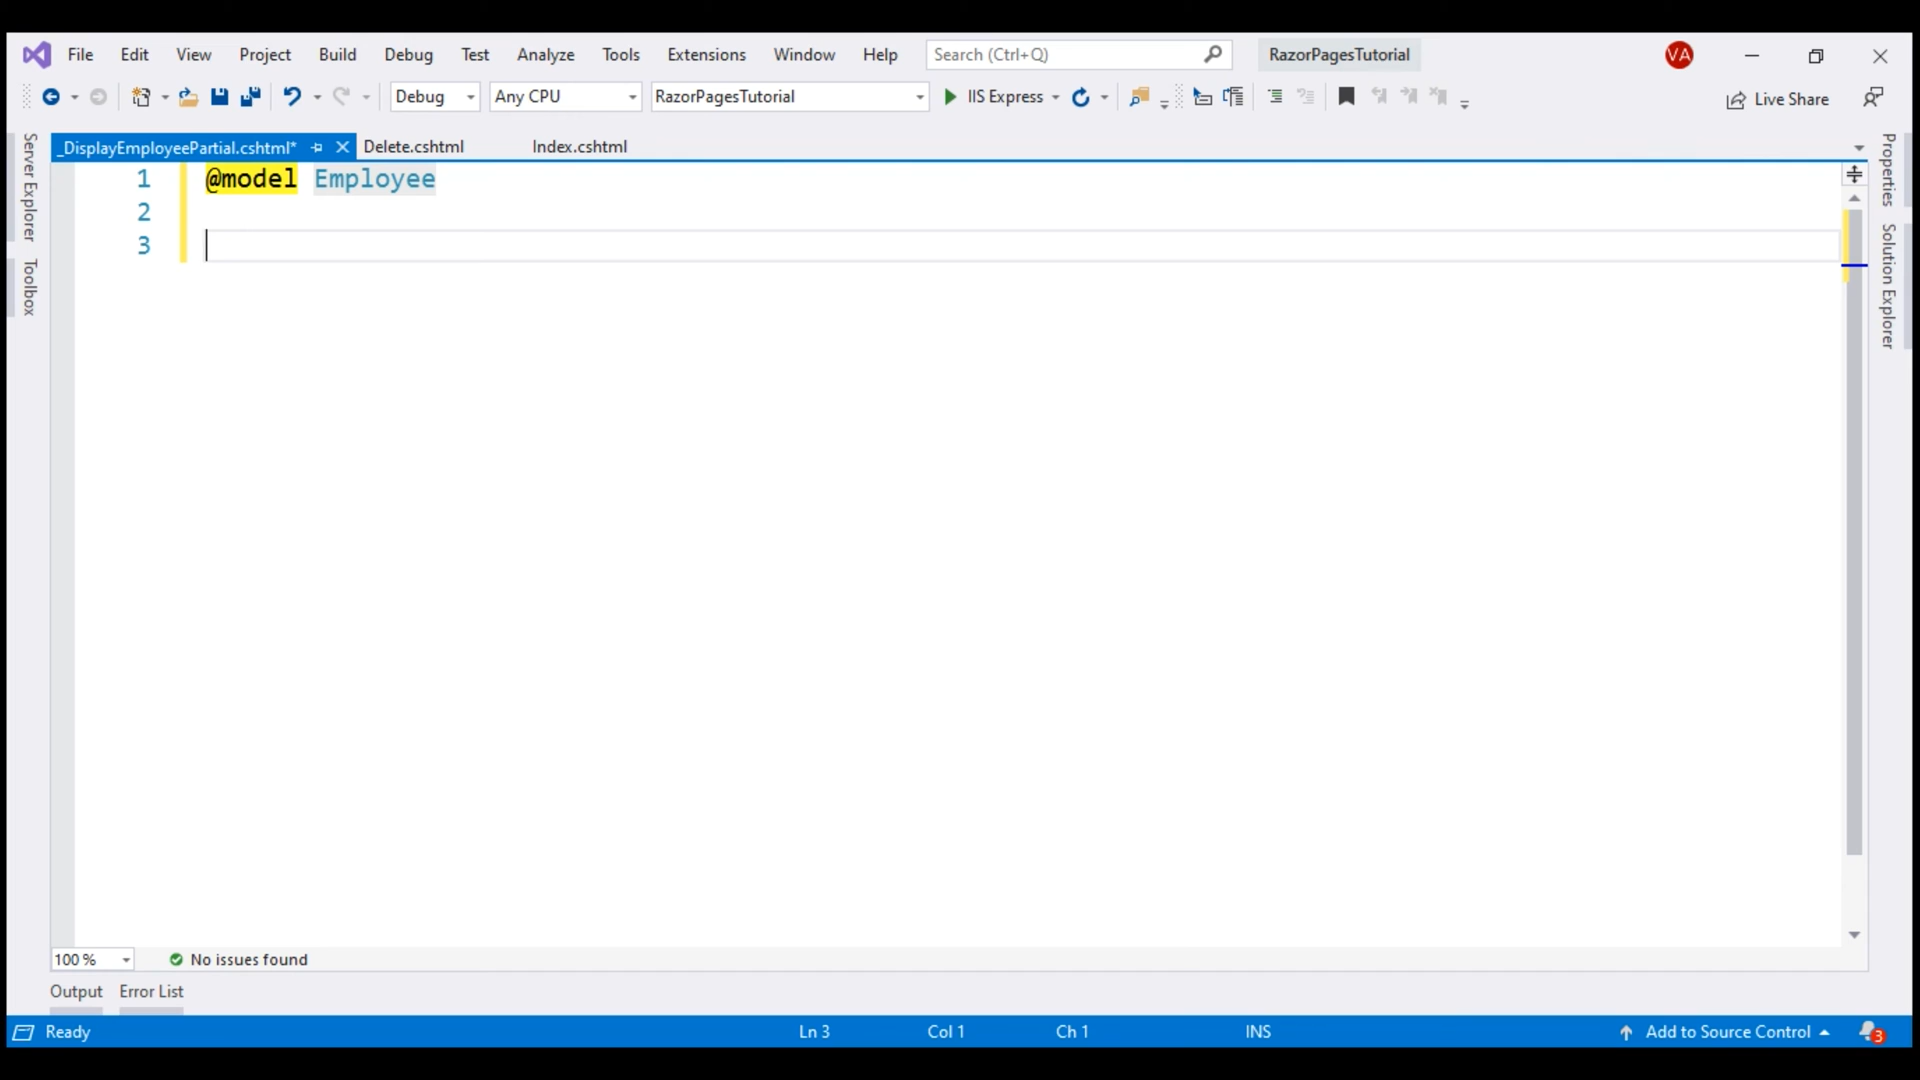 File Edit View Project Build Debug Test Analyze Tools Extensions Window Help Search (Ctrl+Q) RazorPagesTutorial VA
Debug Any CPU RazorPagesTutorial IIS Express Live Share
_DisplayEmployeePartial.cshtml* Delete.cshtml Index.cshtml
Server Explorer
Toolbox
Properties
Solution Explorer
1 @model Employee
2
3
100 % No issues found
Output Error List
Ready Ln 3 Col 1 Ch 1 INS Add to Source Control 3